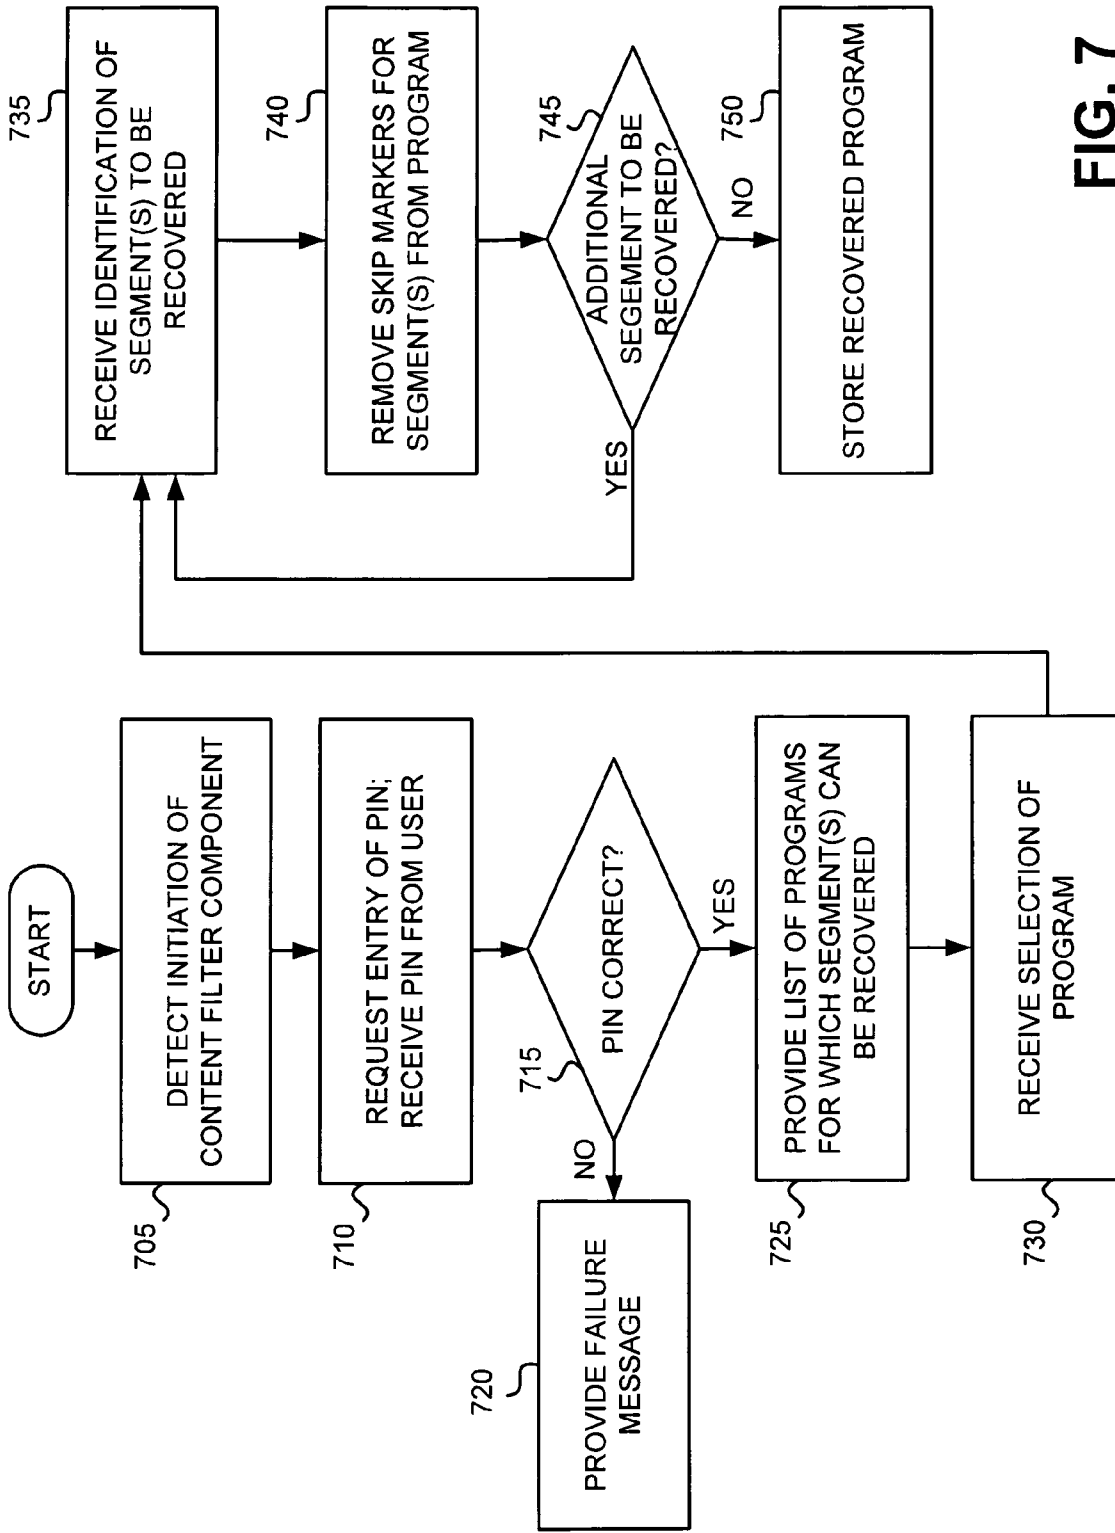 START
DETECT INITIATION OF
CONTENT FILTER COMPONENT
705
REQUEST ENTRY OF PIN;
RECEIVE PIN FROM USER
710
PIN CORRECT?
715
NO
YES
PROVIDE FAILURE
MESSAGE
720
PROVIDE LIST OF PROGRAMS
FOR WHICH SEGMENT(S) CAN
BE RECOVERED
725
RECEIVE SELECTION OF
PROGRAM
730
735
RECEIVE IDENTIFICATION OF
SEGMENT(S) TO BE
RECOVERED
740
REMOVE SKIP MARKERS FOR
SEGMENT(S) FROM PROGRAM
745
ADDITIONAL
SEGEMENT TO BE
RECOVERED?
YES
NO
750
STORE RECOVERED PROGRAM
FIG. 7